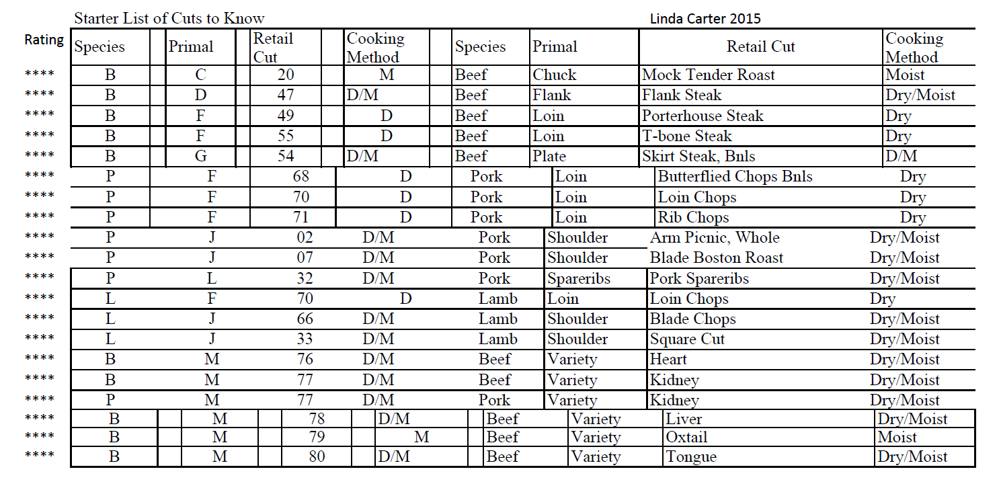 Starter List of Cuts to Know Linda Carter 2015
Rating Species Primal Retail Cut Cooking Method Species Primal Retail Cut Cooking Method
**** B C 20 M Beef Chuck Mock Tender Roast Moist
**** B D 47 D/M Beef Flank Flank Steak Dry/Moist
**** B F 49 D Beef Loin Porterhouse Steak Dry
**** B F 55 D Beef Loin T-bone Steak Dry
**** B G 54 D/M Beef Plate Skirt Steak, Bnls D/M
**** P F 68 D Pork Loin Butterflied Chops Bnls Dry
**** P F 70 D Pork Loin Loin Chops Dry
**** P F 71 D Pork Loin Rib Chops Dry
**** P J 02 D/M Pork Shoulder Arm Picnic, Whole Dry/Moist
**** P J 07 D/M Pork Shoulder Blade Boston Roast Dry/Moist
**** P L 32 D/M Pork Spareribs Pork Spareribs Dry/Moist
**** L F 70 D Lamb Loin Loin Chops Dry
**** L J 66 D/M Lamb Shoulder Blade Chops Dry/Moist
**** L J 33 D/M Lamb Shoulder Square Cut Dry/Moist
**** B M 76 D/M Beef Variety Heart Dry/Moist
**** B M 77 D/M Beef Variety Kidney Dry/Moist
**** P M 77 D/M Pork Variety Kidney Dry/Moist
**** B M 78 D/M Beef Variety Liver Dry/Moist
**** B M 79 M Beef Variety Oxtail Moist
**** B M 80 D/M Beef Variety Tongue Dry/Moist